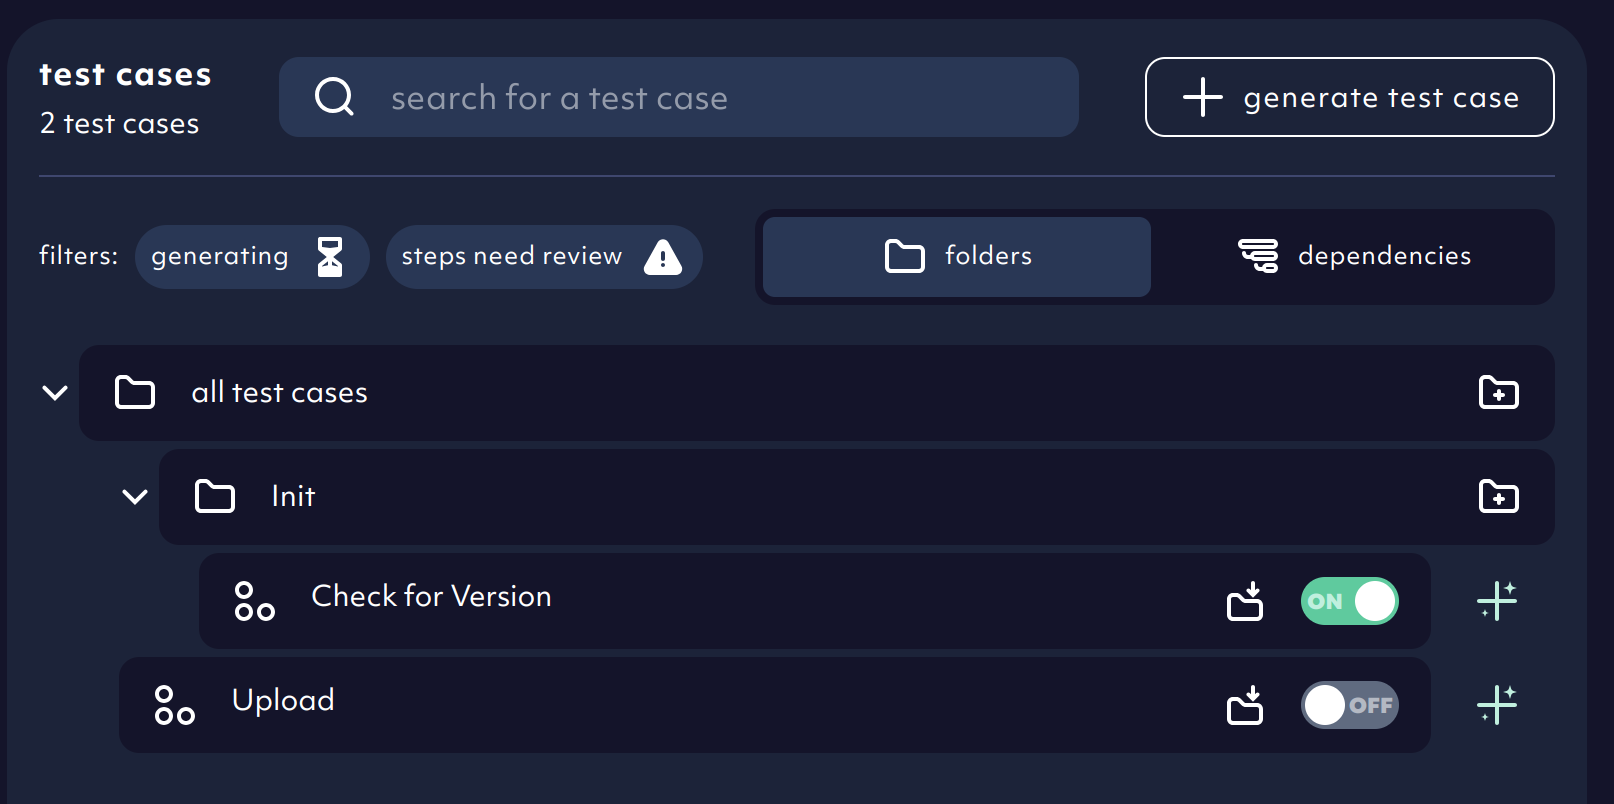 test cases
2 test cases
search for a test case
generate test case
filters:
generating
steps need review
folders
dependencies
all test cases
Init
Check for Version
ON
Upload
OFF